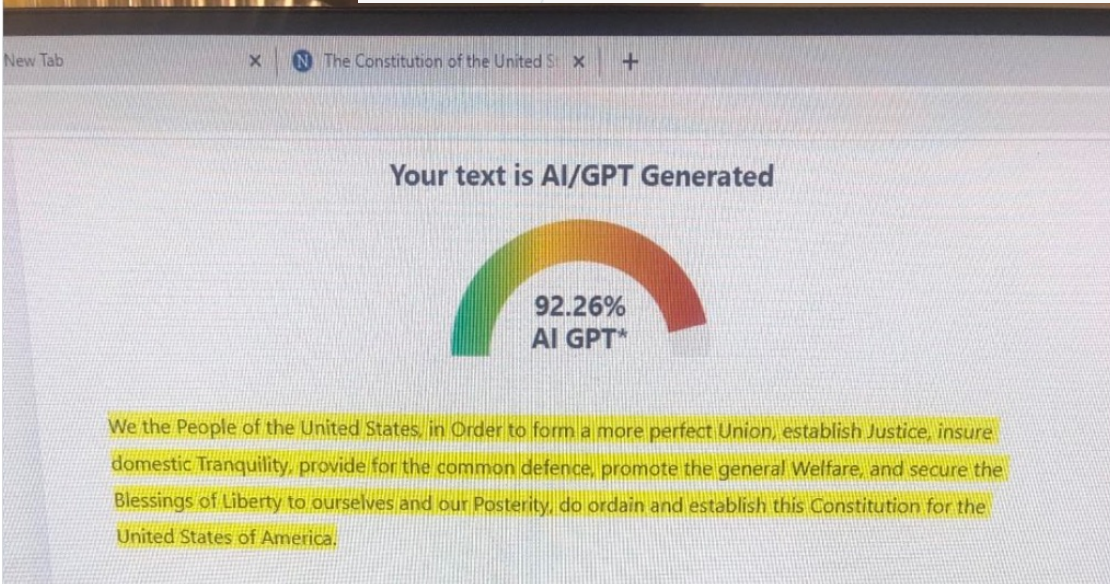 New Tab × N The Constitution of the United St × +
Your text is AI/GPT Generated
92.26%
AI GPT*
We the People of the United States, in Order to form a more perfect Union, establish Justice, insure
domestic Tranquility, provide for the common defence, promote the general Welfare, and secure the
Blessings of Liberty to ourselves and our Posterity, do ordain and establish this Constitution for the
United States of America.